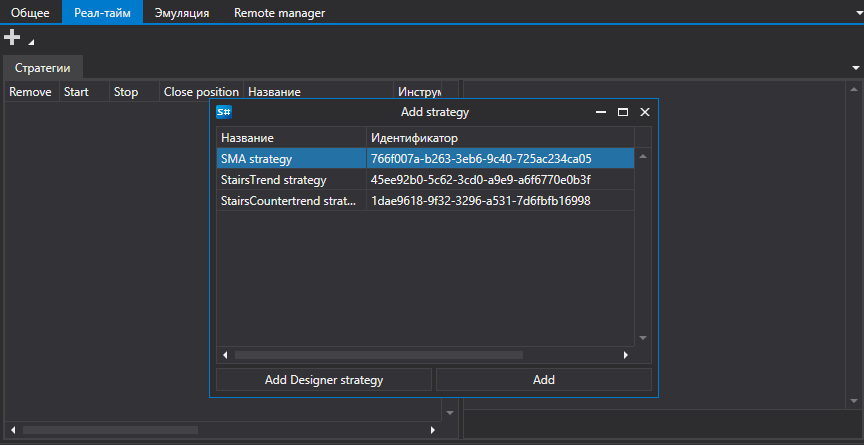 Общее Реал-тайм Эмуляция Remote manager
Стратегии
Remove Start Stop Close position Название Инструм
S#
Add strategy
Название Идентификатор
SMA strategy 766f007a-b263-3eb6-9c40-725ac234ca05
StairsTrend strategy 45ee92b0-5c62-3cd0-a9e9-a6f6770e0b3f
StairsCountertrend strat... 1dae9618-9f32-3296-a531-7d6fbfb16998
Add Designer strategy Add